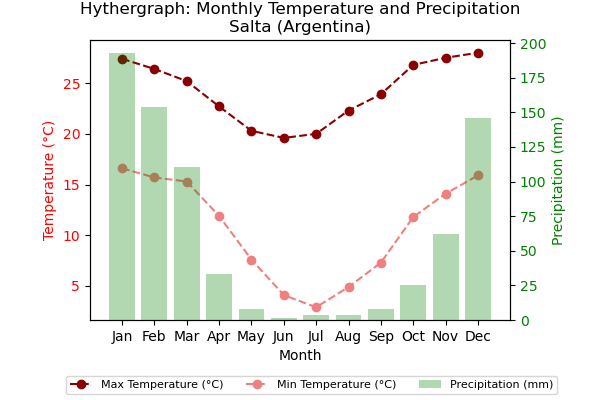 Hythergraph: Monthly Temperature and Precipitation
Salta (Argentina)
Temperature (°C)
25
20
15
10
5
200
175
150
125
100
75
50
25
0
Precipitation (mm)
Jan Feb Mar Apr May Jun Jul Aug Sep Oct Nov Dec
Month
Max Temperature (°C) Min Temperature (°C) Precipitation (mm)